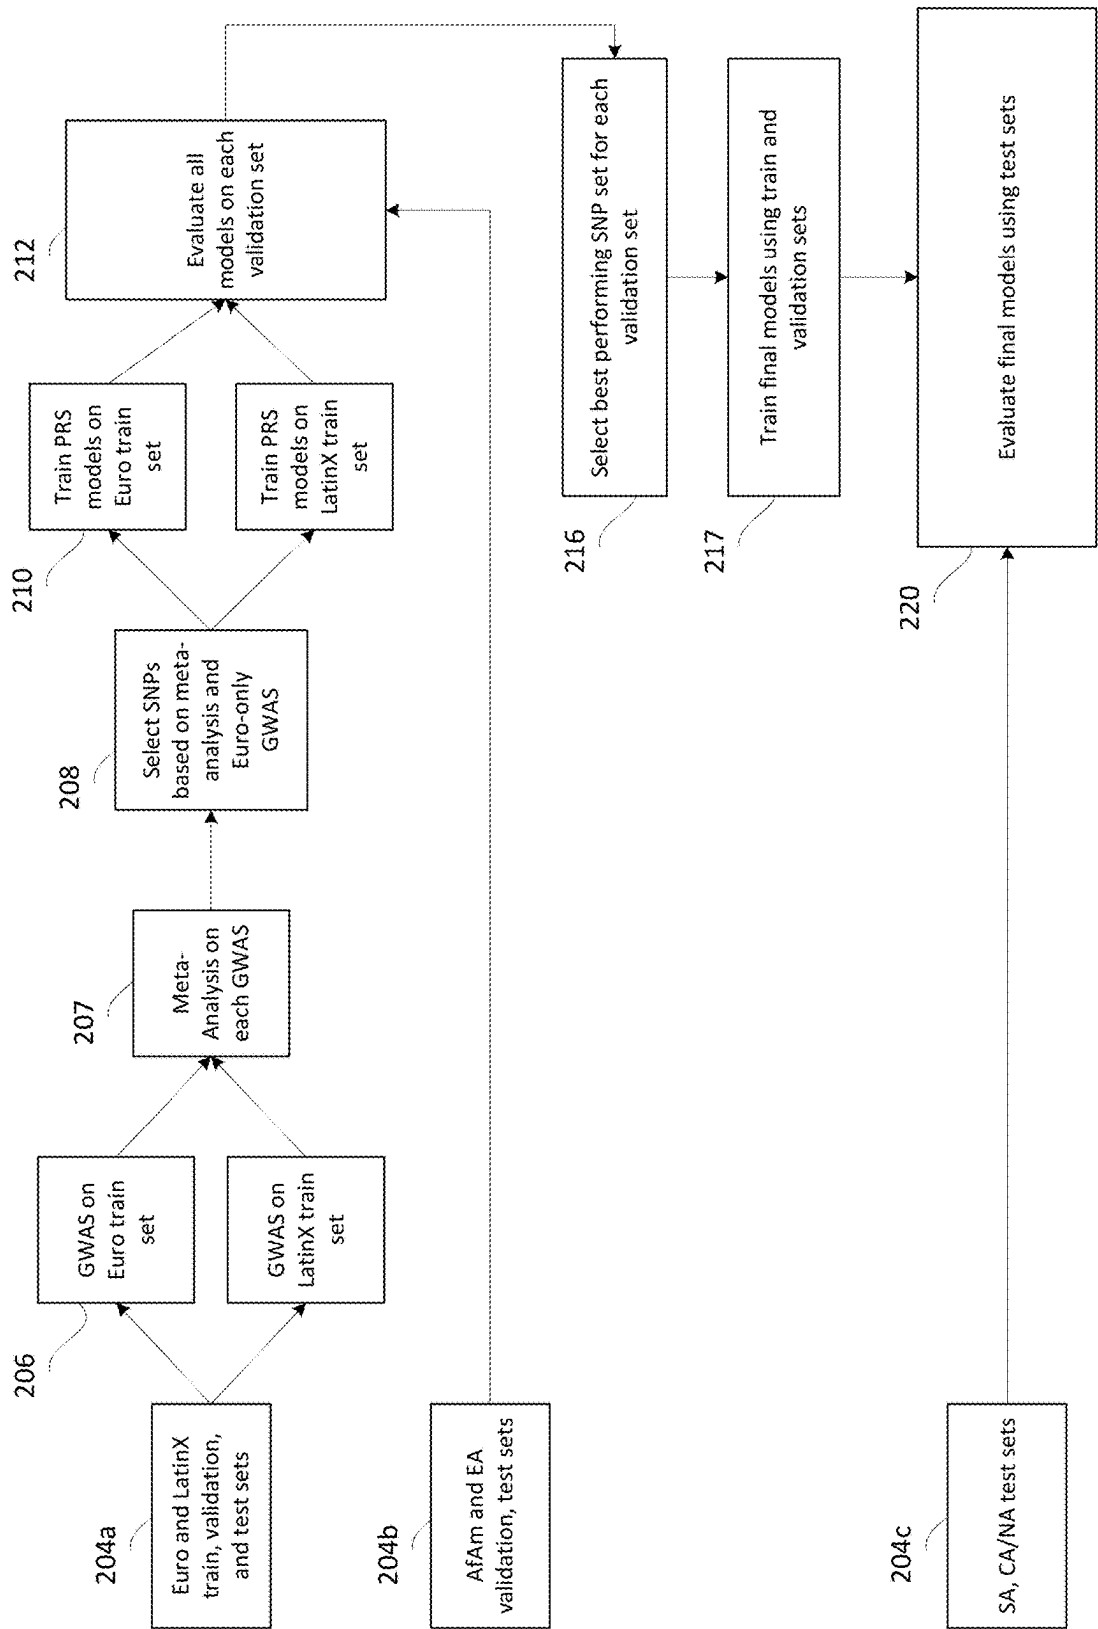 204a
Euro and LatinX
train, validation,
and test sets
206
GWAS on
Euro train
set
GWAS on
LatinX train
set
207
Meta-
Analysis on
each GWAS
208
Select SNPs
based on meta-
analysis and
Euro-only
GWAS
210
Train PRS
models on
Euro train
set
Train PRS
models on
LatinX train
set
212
Evaluate all
models on each
validation set
204b
AfAm and EA
validation, test sets
216
Select best performing SNP set for each
validation set
217
Train final models using train and
validation sets
204c
SA, CA/NA test sets
220
Evaluate final models using test sets